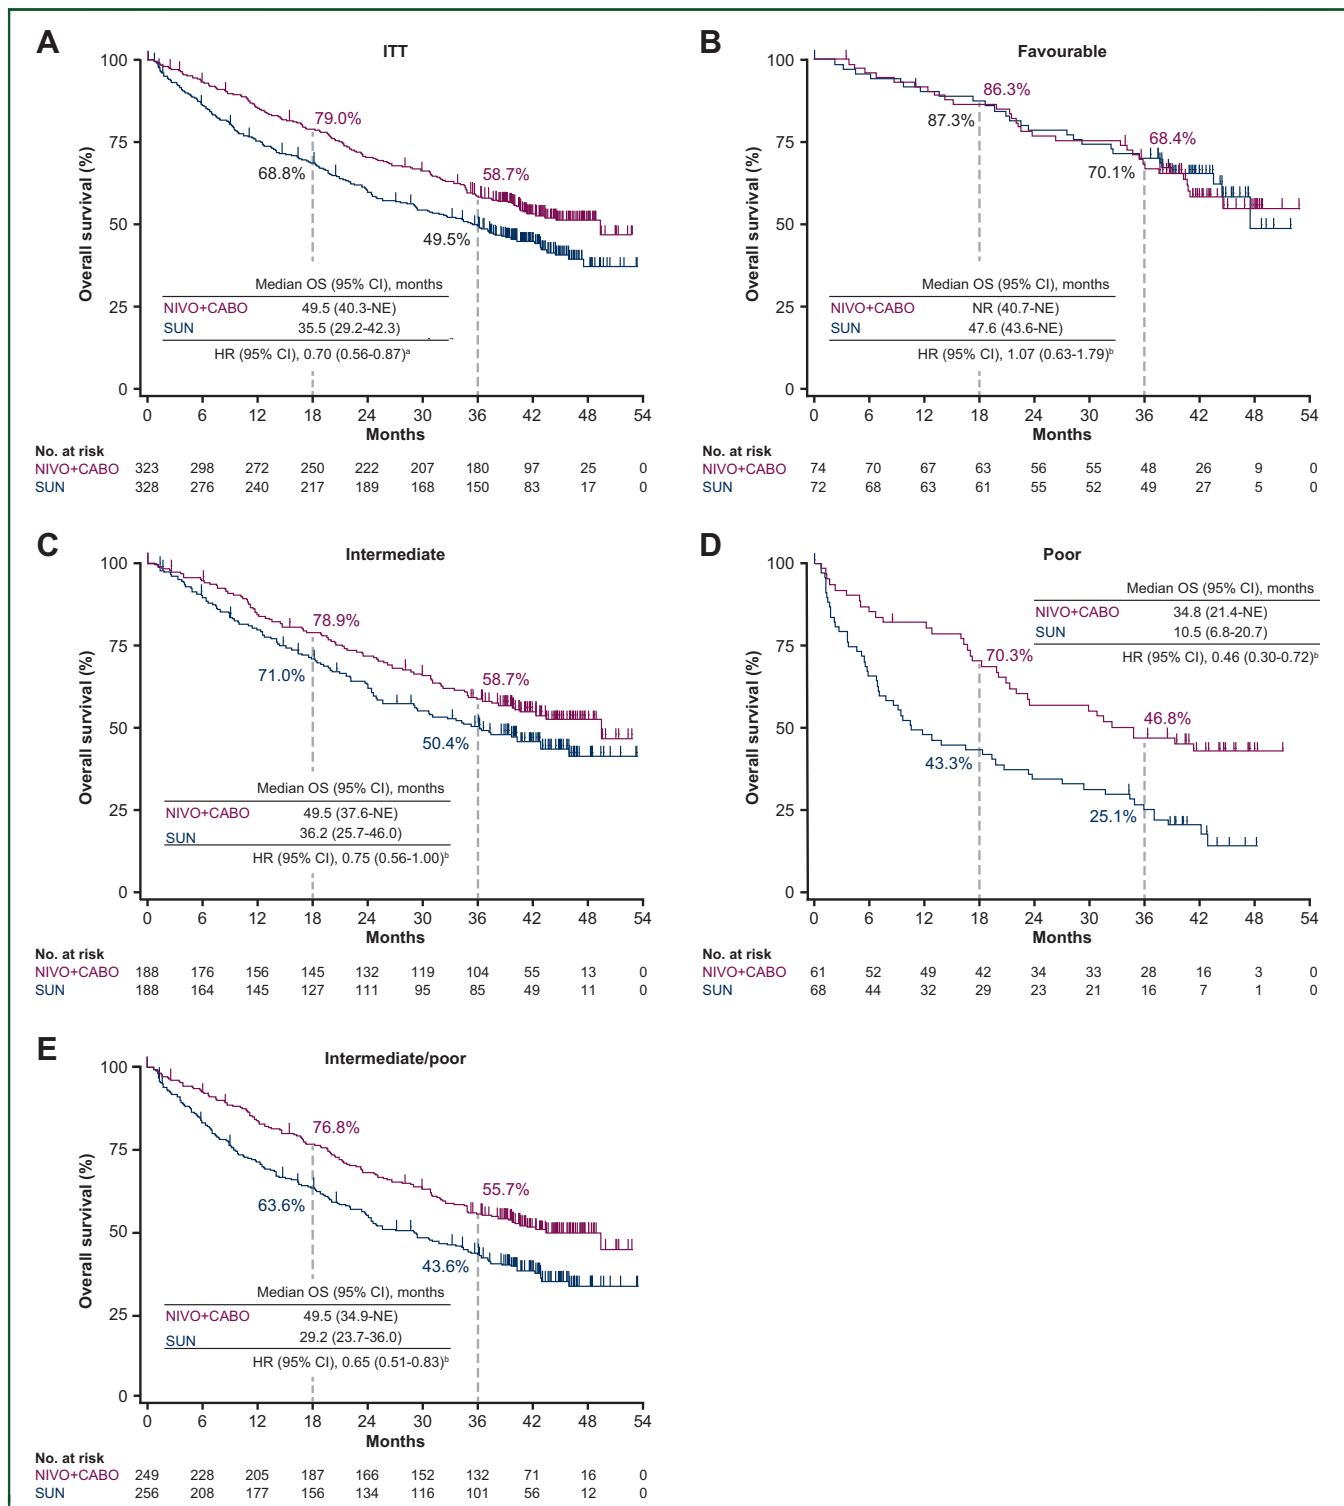 A
ITT
100
75
50
25
0
Overall survival (%)
79.0%
68.8%
58.7%
49.5%
Median OS (95% CI), months
NIVO+CABO 49.5 (40.3-NE)
SUN 35.5 (29.2-42.3)
HR (95% CI), 0.70 (0.56-0.87)a
0 6 12 18 24 30 36 42 48 54
Months
No. at risk
NIVO+CABO 323 298 272 250 222 207 180 97 25 0
SUN 328 276 240 217 189 168 150 83 17 0
B
Favourable
100
75
50
25
0
Overall survival (%)
86.3%
87.3%
68.4%
70.1%
Median OS (95% CI), months
NIVO+CABO NR (40.7-NE)
SUN 47.6 (43.6-NE)
HR (95% CI), 1.07 (0.63-1.79)b
0 6 12 18 24 30 36 42 48 54
Months
No. at risk
NIVO+CABO 74 70 67 63 56 55 48 26 9 0
SUN 72 68 63 61 55 52 49 27 5 0
C
Intermediate
100
75
50
25
0
Overall survival (%)
78.9%
71.0%
58.7%
50.4%
Median OS (95% CI), months
NIVO+CABO 49.5 (37.6-NE)
SUN 36.2 (25.7-46.0)
HR (95% CI), 0.75 (0.56-1.00)b
0 6 12 18 24 30 36 42 48 54
Months
No. at risk
NIVO+CABO 188 176 156 145 132 119 104 55 13 0
SUN 188 164 145 127 111 95 85 49 11 0
D
Poor
100
75
50
25
0
Overall survival (%)
Median OS (95% CI), months
NIVO+CABO 34.8 (21.4-NE)
SUN 10.5 (6.8-20.7)
HR (95% CI), 0.46 (0.30-0.72)b
70.3%
43.3%
46.8%
25.1%
0 6 12 18 24 30 36 42 48 54
Months
No. at risk
NIVO+CABO 61 52 49 42 34 33 28 16 3 0
SUN 68 44 32 29 23 21 16 7 1 0
E
Intermediate/poor
100
75
50
25
0
Overall survival (%)
76.8%
63.6%
55.7%
43.6%
Median OS (95% CI), months
NIVO+CABO 49.5 (34.9-NE)
SUN 29.2 (23.7-36.0)
HR (95% CI), 0.65 (0.51-0.83)b
0 6 12 18 24 30 36 42 48 54
Months
No. at risk
NIVO+CABO 249 228 205 187 166 152 132 71 16 0
SUN 256 208 177 156 134 116 101 56 12 0